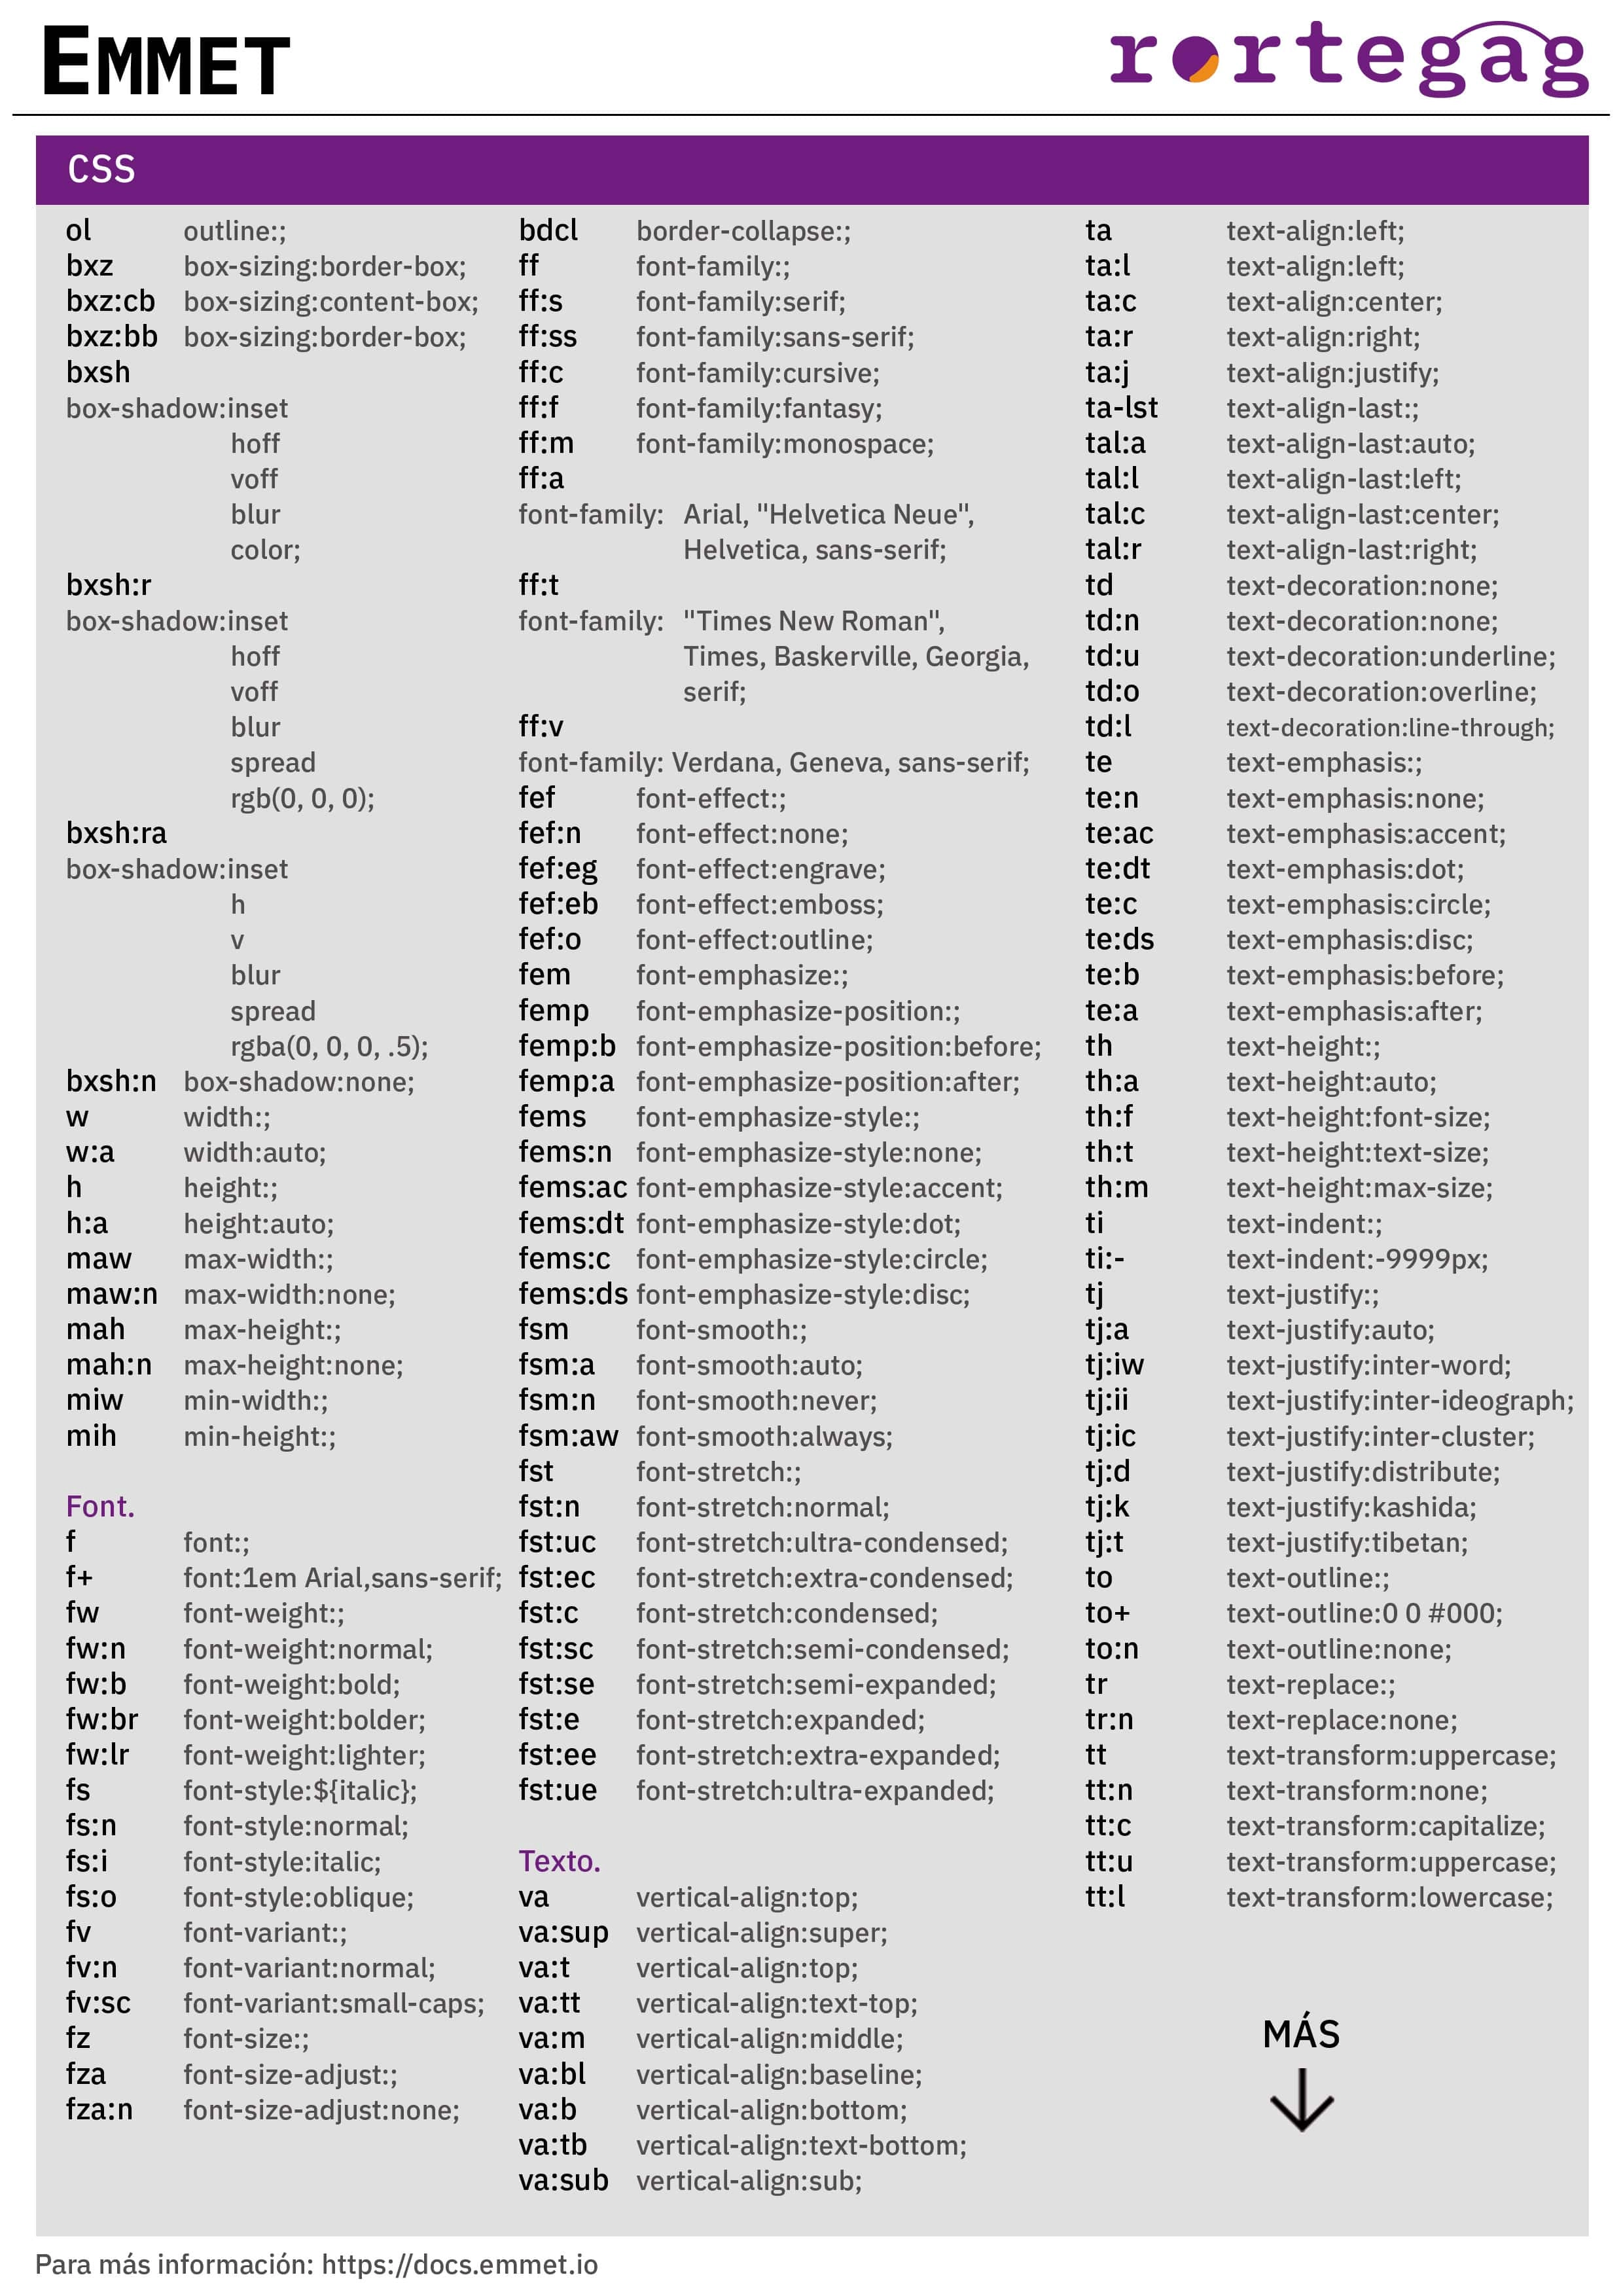 EMMET
rortegag
CSS
ol outline:;
bxz box-sizing:border-box;
bxz:cb box-sizing:content-box;
bxz:bb box-sizing:border-box;
bxsh
box-shadow:inset
hoff
voff
blur
color;
bxsh:r
box-shadow:inset
hoff
voff
blur
spread
rgb(0, 0, 0);
bxsh:ra
box-shadow:inset
h
v
blur
spread
rgba(0, 0, 0, .5);
bxsh:n box-shadow:none;
w width:;
w:a width:auto;
h height:;
h:a height:auto;
maw max-width:;
maw:n max-width:none;
mah max-height:;
mah:n max-height:none;
miw min-width:;
mih min-height:;
Font.
f font:;
f+ font:1em Arial,sans-serif;
fw font-weight:;
fw:n font-weight:normal;
fw:b font-weight:bold;
fw:br font-weight:bolder;
fw:lr font-weight:lighter;
fs font-style:${italic};
fs:n font-style:normal;
fs:i font-style:italic;
fs:o font-style:oblique;
fv font-variant:;
fv:n font-variant:normal;
fv:sc font-variant:small-caps;
fz font-size:;
fza font-size-adjust:;
fza:n font-size-adjust:none;
bdcl border-collapse:;
ff font-family:;
ff:s font-family:serif;
ff:ss font-family:sans-serif;
ff:c font-family:cursive;
ff:f font-family:fantasy;
ff:m font-family:monospace;
ff:a
font-family: Arial, "Helvetica Neue",
Helvetica, sans-serif;
ff:t
font-family: "Times New Roman",
Times, Baskerville, Georgia,
serif;
ff:v
font-family: Verdana, Geneva, sans-serif;
fef font-effect:;
fef:n font-effect:none;
fef:eg font-effect:engrave;
fef:eb font-effect:emboss;
fef:o font-effect:outline;
fem font-emphasize:;
femp font-emphasize-position:;
femp:b font-emphasize-position:before;
femp:a font-emphasize-position:after;
fems font-emphasize-style:;
fems:n font-emphasize-style:none;
fems:ac font-emphasize-style:accent;
fems:dt font-emphasize-style:dot;
fems:c font-emphasize-style:circle;
fems:ds font-emphasize-style:disc;
fsm font-smooth:;
fsm:a font-smooth:auto;
fsm:n font-smooth:never;
fsm:aw font-smooth:always;
fst font-stretch:;
fst:n font-stretch:normal;
fst:uc font-stretch:ultra-condensed;
fst:ec font-stretch:extra-condensed;
fst:c font-stretch:condensed;
fst:sc font-stretch:semi-condensed;
fst:se font-stretch:semi-expanded;
fst:e font-stretch:expanded;
fst:ee font-stretch:extra-expanded;
fst:ue font-stretch:ultra-expanded;
Texto.
va vertical-align:top;
va:sup vertical-align:super;
va:t vertical-align:top;
va:tt vertical-align:text-top;
va:m vertical-align:middle;
va:bl vertical-align:baseline;
va:b vertical-align:bottom;
va:tb vertical-align:text-bottom;
va:sub vertical-align:sub;
ta text-align:left;
ta:l text-align:left;
ta:c text-align:center;
ta:r text-align:right;
ta:j text-align:justify;
ta-lst text-align-last:;
tal:a text-align-last:auto;
tal:l text-align-last:left;
tal:c text-align-last:center;
tal:r text-align-last:right;
td text-decoration:none;
td:n text-decoration:none;
td:u text-decoration:underline;
td:o text-decoration:overline;
td:l text-decoration:line-through;
te text-emphasis:;
te:n text-emphasis:none;
te:ac text-emphasis:accent;
te:dt text-emphasis:dot;
te:c text-emphasis:circle;
te:ds text-emphasis:disc;
te:b text-emphasis:before;
te:a text-emphasis:after;
th text-height:;
th:a text-height:auto;
th:f text-height:font-size;
th:t text-height:text-size;
th:m text-height:max-size;
ti text-indent:;
ti:- text-indent:-9999px;
tj text-justify:;
tj:a text-justify:auto;
tj:iw text-justify:inter-word;
tj:ii text-justify:inter-ideograph;
tj:ic text-justify:inter-cluster;
tj:d text-justify:distribute;
tj:k text-justify:kashida;
tj:t text-justify:tibetan;
to text-outline:;
to+ text-outline:0 0 #000;
to:n text-outline:none;
tr text-replace:;
tr:n text-replace:none;
tt text-transform:uppercase;
tt:n text-transform:none;
tt:c text-transform:capitalize;
tt:u text-transform:uppercase;
tt:l text-transform:lowercase;
MÁS
Para más información: https://docs.emmet.io